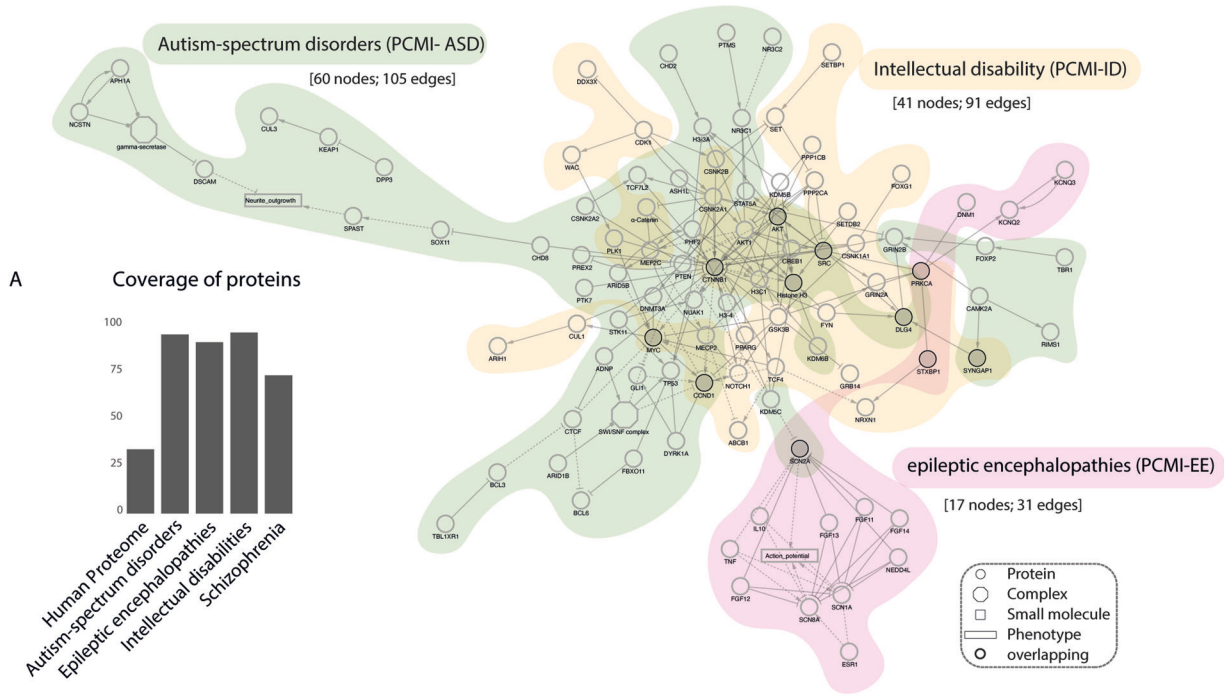 Autism-spectrum disorders (PCMI- ASD)
[60 nodes; 105 edges]
Intellectual disability (PCMI-ID)
[41 nodes; 91 edges]
epileptic encephalopathies (PCMI-EE)
[17 nodes; 31 edges]
APH1A
NCSTN
gamma-secretase
DSCAM
CUL3
KEAP1
DPP3
Neurite_outgrowth
SPAST
SOX11
CHD8
PTMS
NR3C2
CHD2
DDX3X
SETBP1
H3-3A
NR3C1
SET
CDK1
WAC
CSNK2B
PPP1CB
TCF7L2
ASH1L
KDM5B
PPP2CA
FOXG1
STAT5A
CSNK2A2
α-Catenin
CSNK2A1
AKT
SETDB2
PLK1
PHF2
AKT1
KCNQ3
DNM1
KCNQ2
PREX2
MEF2C
CREB1
SRC
CSNK1A1
GRIN2B
FOXP2
TBR1
PTK7
ARID5B
PTEN
CTNNB1
H3C1
Histone H3
GRIN2A
PRKCA
DNMT3A
NUAK1
H3-4
GSK3B
FYN
CAMK2A
DLG4
RIMS1
CUL1
STK11
ARIH1
MYC
MECP2
PPARG
KDM6B
STXBP1
SYNGAP1
ADNP
GLI1
TP53
CCND1
NOTCH1
TCF4
GRB14
NRXN1
KDM5C
CTCF
SWI/SNF complex
DYRK1A
ABCB1
BCL3
ARID1B
FBXO11
BCL6
TBL1XR1
SCN2A
IL10
FGF13
FGF11
FGF14
TNF
Action_potential
NEDD4L
FGF12
SCN8A
SCN1A
ESR1
A
Coverage of proteins
100
75
50
25
0
Human Proteome
Autism-spectrum disorders
Epileptic encephalopathies
Intellectual disabilities
Schizophrenia
Protein
Complex
Small molecule
Phenotype
overlapping